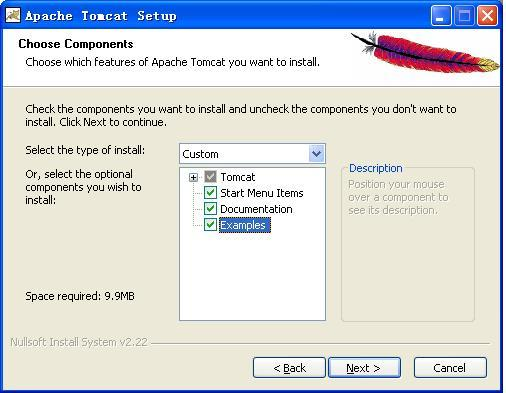 Apache Tomcat Setup
Choose Components
Choose which features of Apache Tomcat you want to install.
Check the components you want to install and uncheck the components you don't want to
install. Click Next to continue.
Select the type of install:
Custom
Or, select the optional
components you wish to
install:
Tomcat
Start Menu Items
Documentation
Examples
Description
Position your mouse
over a component to
see its description.
Space required: 9.9MB
Nullsoft Install System v2.22
< Back
Next >
Cancel